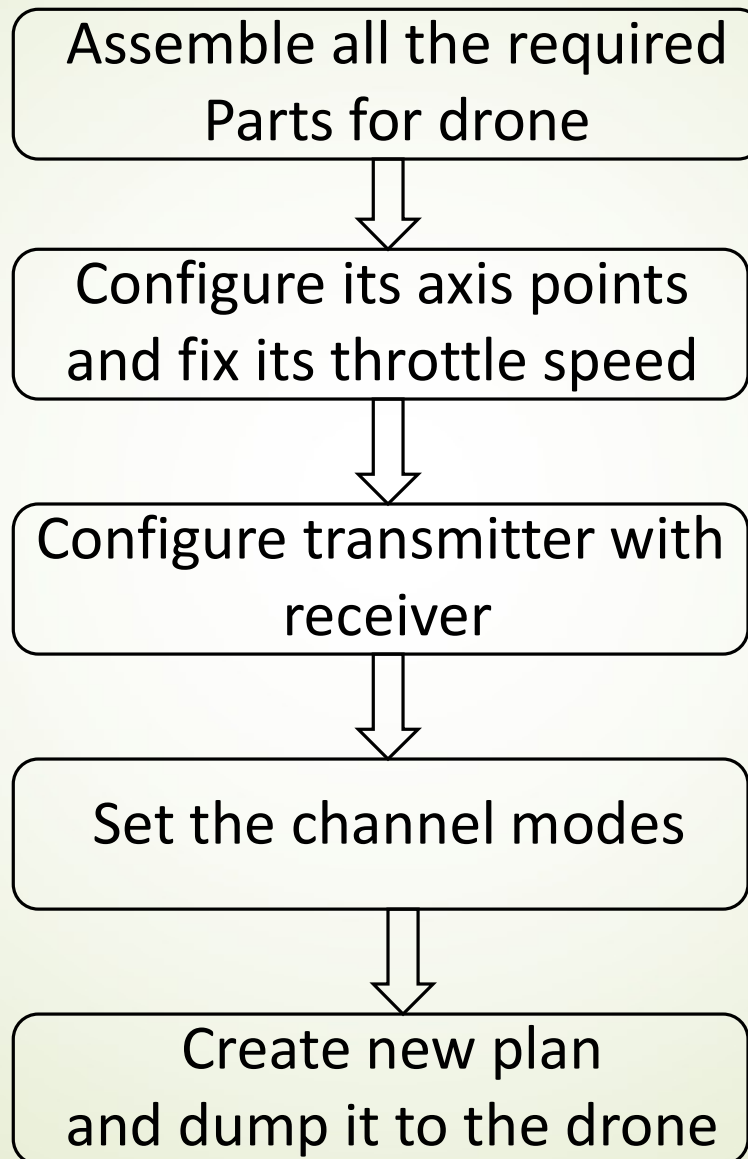 Assemble all the required
Parts for drone
Configure its axis points
and fix its throttle speed
Configure transmitter with
receiver
Set the channel modes
Create new plan
and dump it to the drone